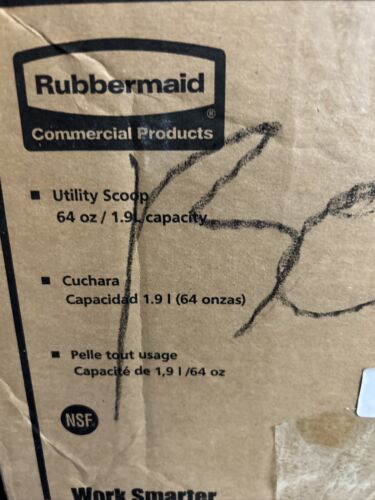 Rubbermaid
®
Commercial Products
Utility Scoop
64 oz / 1.9L capacity
Cuchara
Capacidad 1.9 l (64 onzas)
Pelle tout usage
Capacité de 1,9 l /64 oz
NSF®
Work Smarter